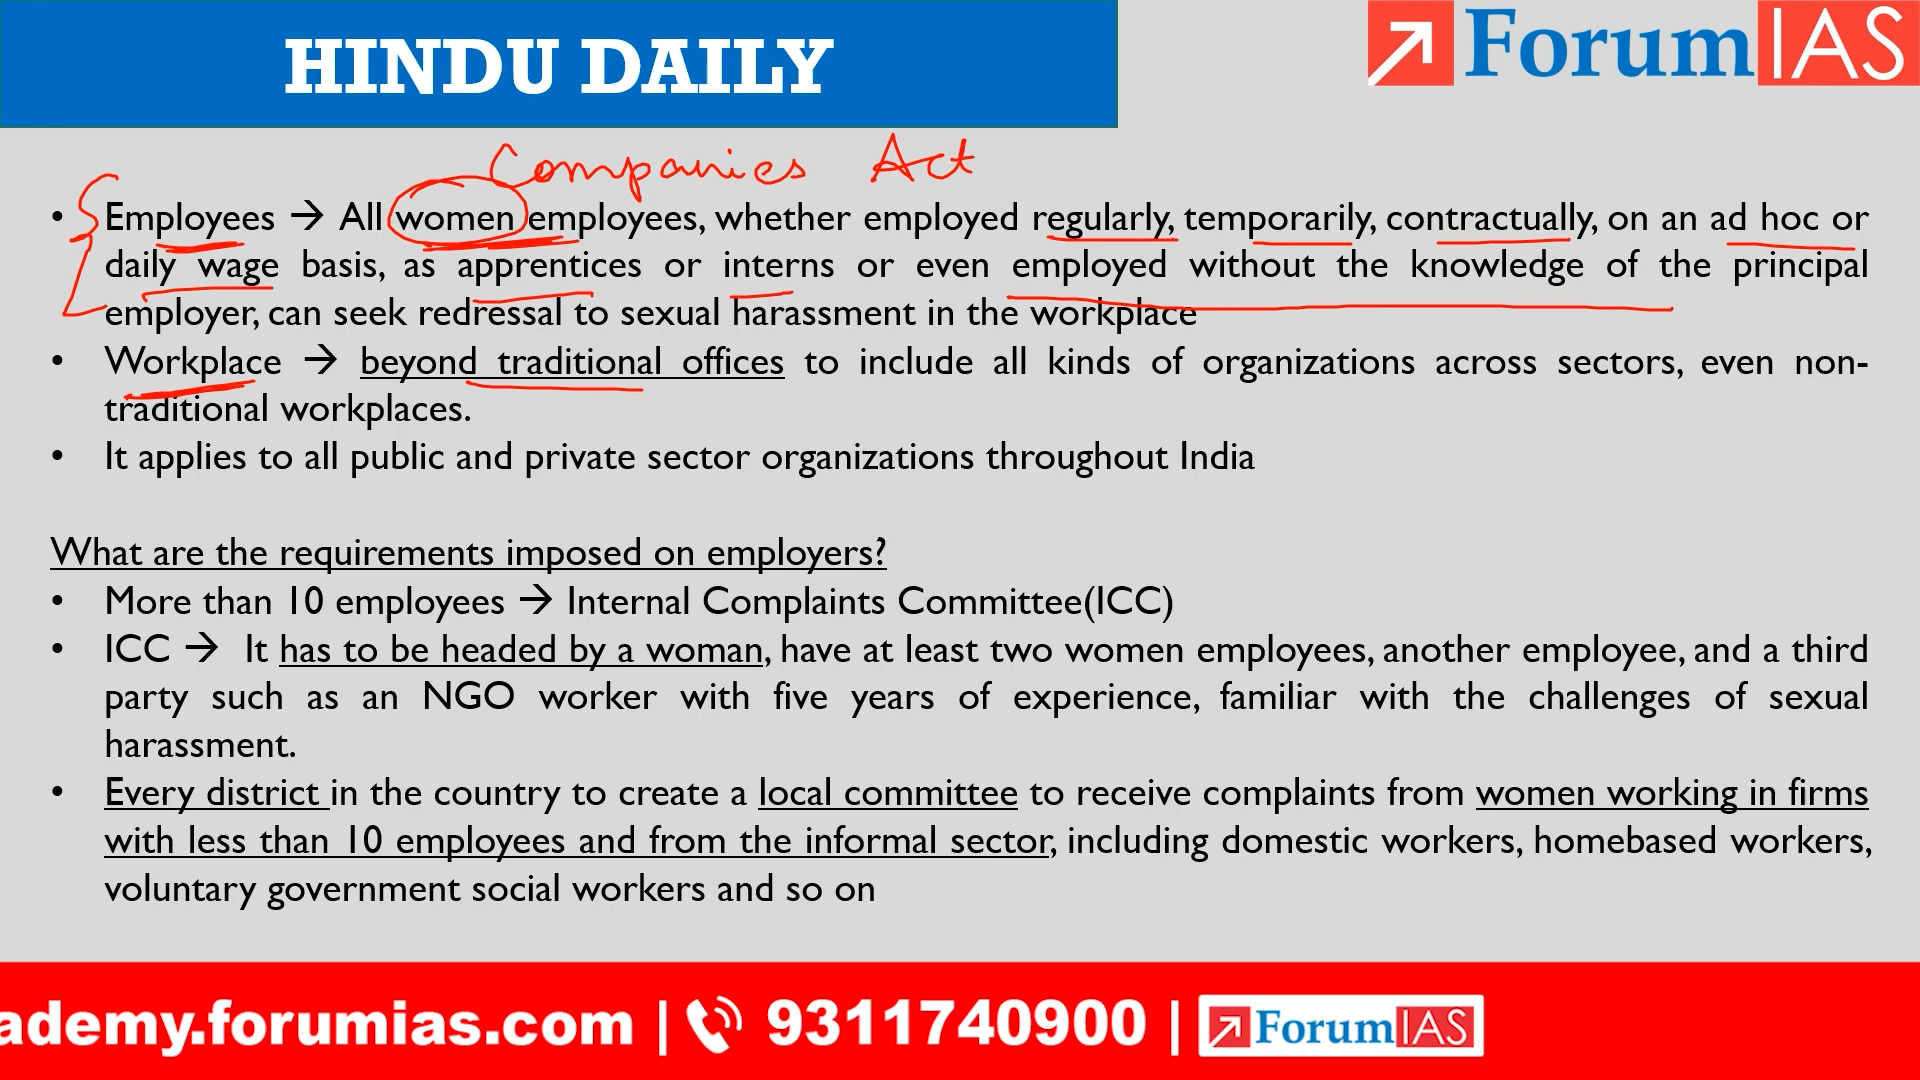 HINDU DAILY
ForumIAS
Companies Act
• Employees → All women employees, whether employed regularly, temporarily, contractually, on an ad hoc or
daily wage basis, as apprentices or interns or even employed without the knowledge of the principal
employer, can seek redressal to sexual harassment in the workplace
• Workplace → beyond traditional offices to include all kinds of organizations across sectors, even non-
traditional workplaces.
• It applies to all public and private sector organizations throughout India
What are the requirements imposed on employers?
• More than 10 employees → Internal Complaints Committee(ICC)
• ICC → It has to be headed by a woman, have at least two women employees, another employee, and a third
party such as an NGO worker with five years of experience, familiar with the challenges of sexual
harassment.
• Every district in the country to create a local committee to receive complaints from women working in firms
with less than 10 employees and from the informal sector, including domestic workers, homebased workers,
voluntary government social workers and so on
ademy.forumias.com | 9311740900 | ForumIAS